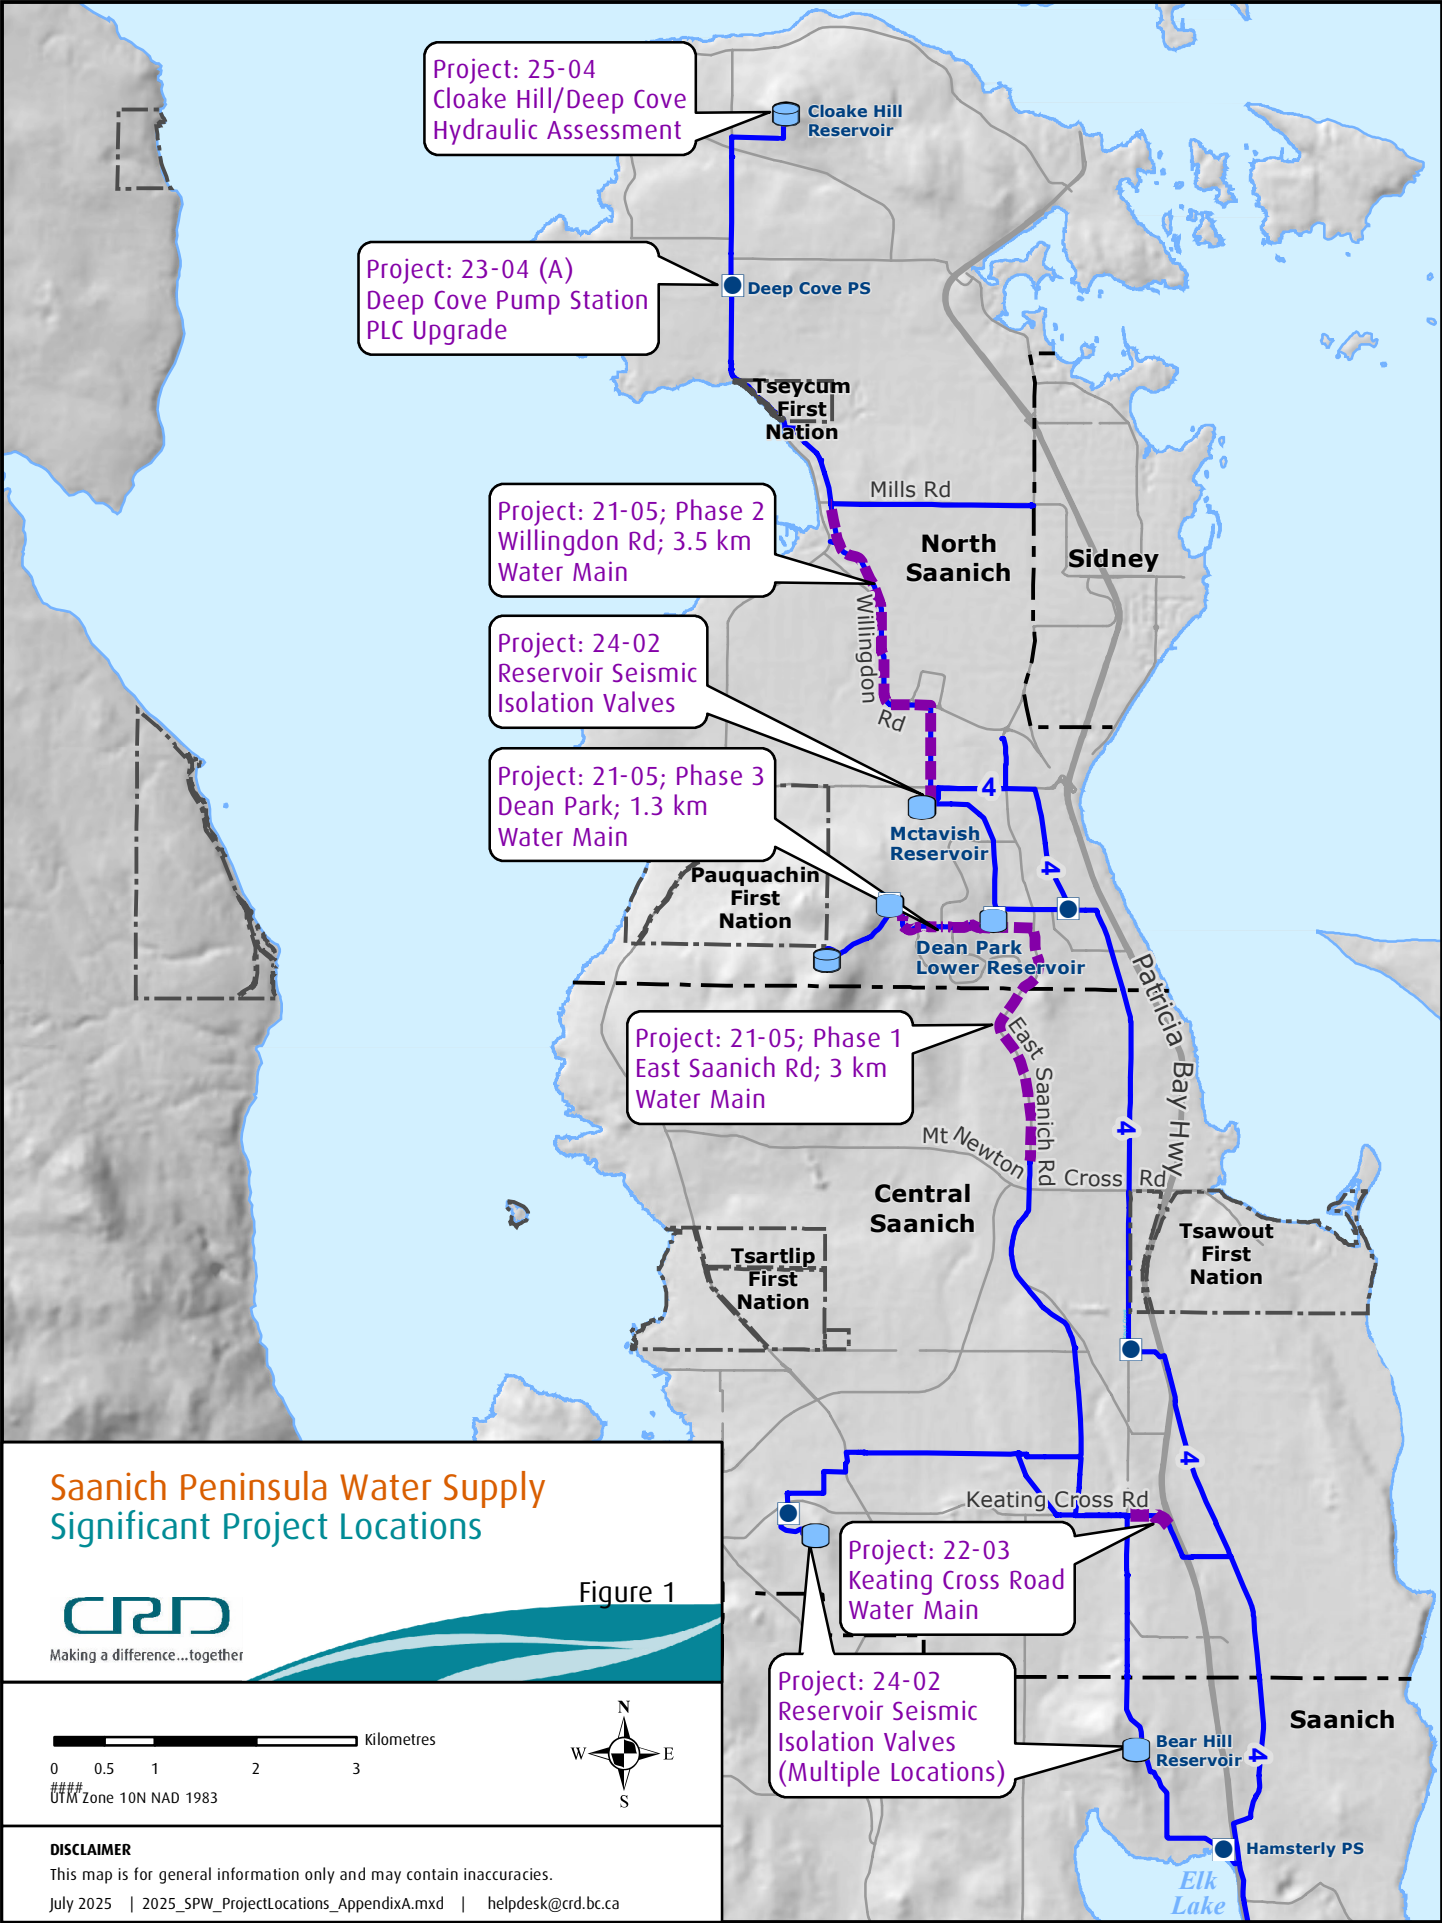 Project: 25-04
Cloake Hill/Deep Cove
Hydraulic Assessment
Cloake Hill
Reservoir
Project: 23-04 (A)
Deep Cove Pump Station
PLC Upgrade
Deep Cove PS
Tseycum
First
Nation
Mills Rd
Project: 21-05; Phase 2
Willingdon Rd; 3.5 km
Water Main
North
Saanich
Sidney
Willingdon
Rd
Project: 24-02
Reservoir Seismic
Isolation Valves
Project: 21-05; Phase 3
Dean Park; 1.3 km
Water Main
4
Mctavish
Reservoir
4
Pauquachin
First
Nation
Dean Park
Lower Reservoir
Patricia Bay Hwy
Project: 21-05; Phase 1
East Saanich Rd; 3 km
Water Main
East Saanich Rd
4
Mt Newton Cross Rd
Central
Saanich
Tsawout
First
Nation
Tsartlip
First
Nation
4
Keating Cross Rd
Project: 22-03
Keating Cross Road
Water Main
Project: 24-02
Reservoir Seismic
Isolation Valves
(Multiple Locations)
Saanich
Bear Hill
Reservoir
4
Hamsterly PS
Elk
Lake
Saanich Peninsula Water Supply
Significant Project Locations
Figure 1
CRD
Making a difference...together
Kilometres
0 0.5 1 2 3
####
UTM Zone 10N NAD 1983
N
W E
S
DISCLAIMER
This map is for general information only and may contain inaccuracies.
July 2025 | 2025_SPW_ProjectLocations_AppendixA.mxd | helpdesk@crd.bc.ca